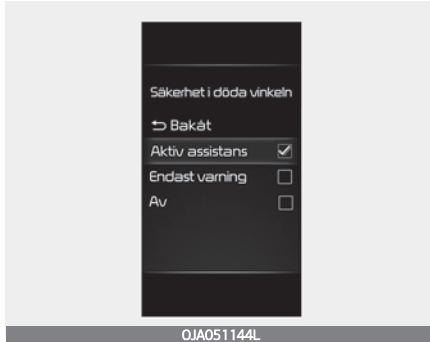 Säkerhet i döda vinkeln
⮌ Bakåt
Aktiv assistans
Endast varning
Av
OJA051144L